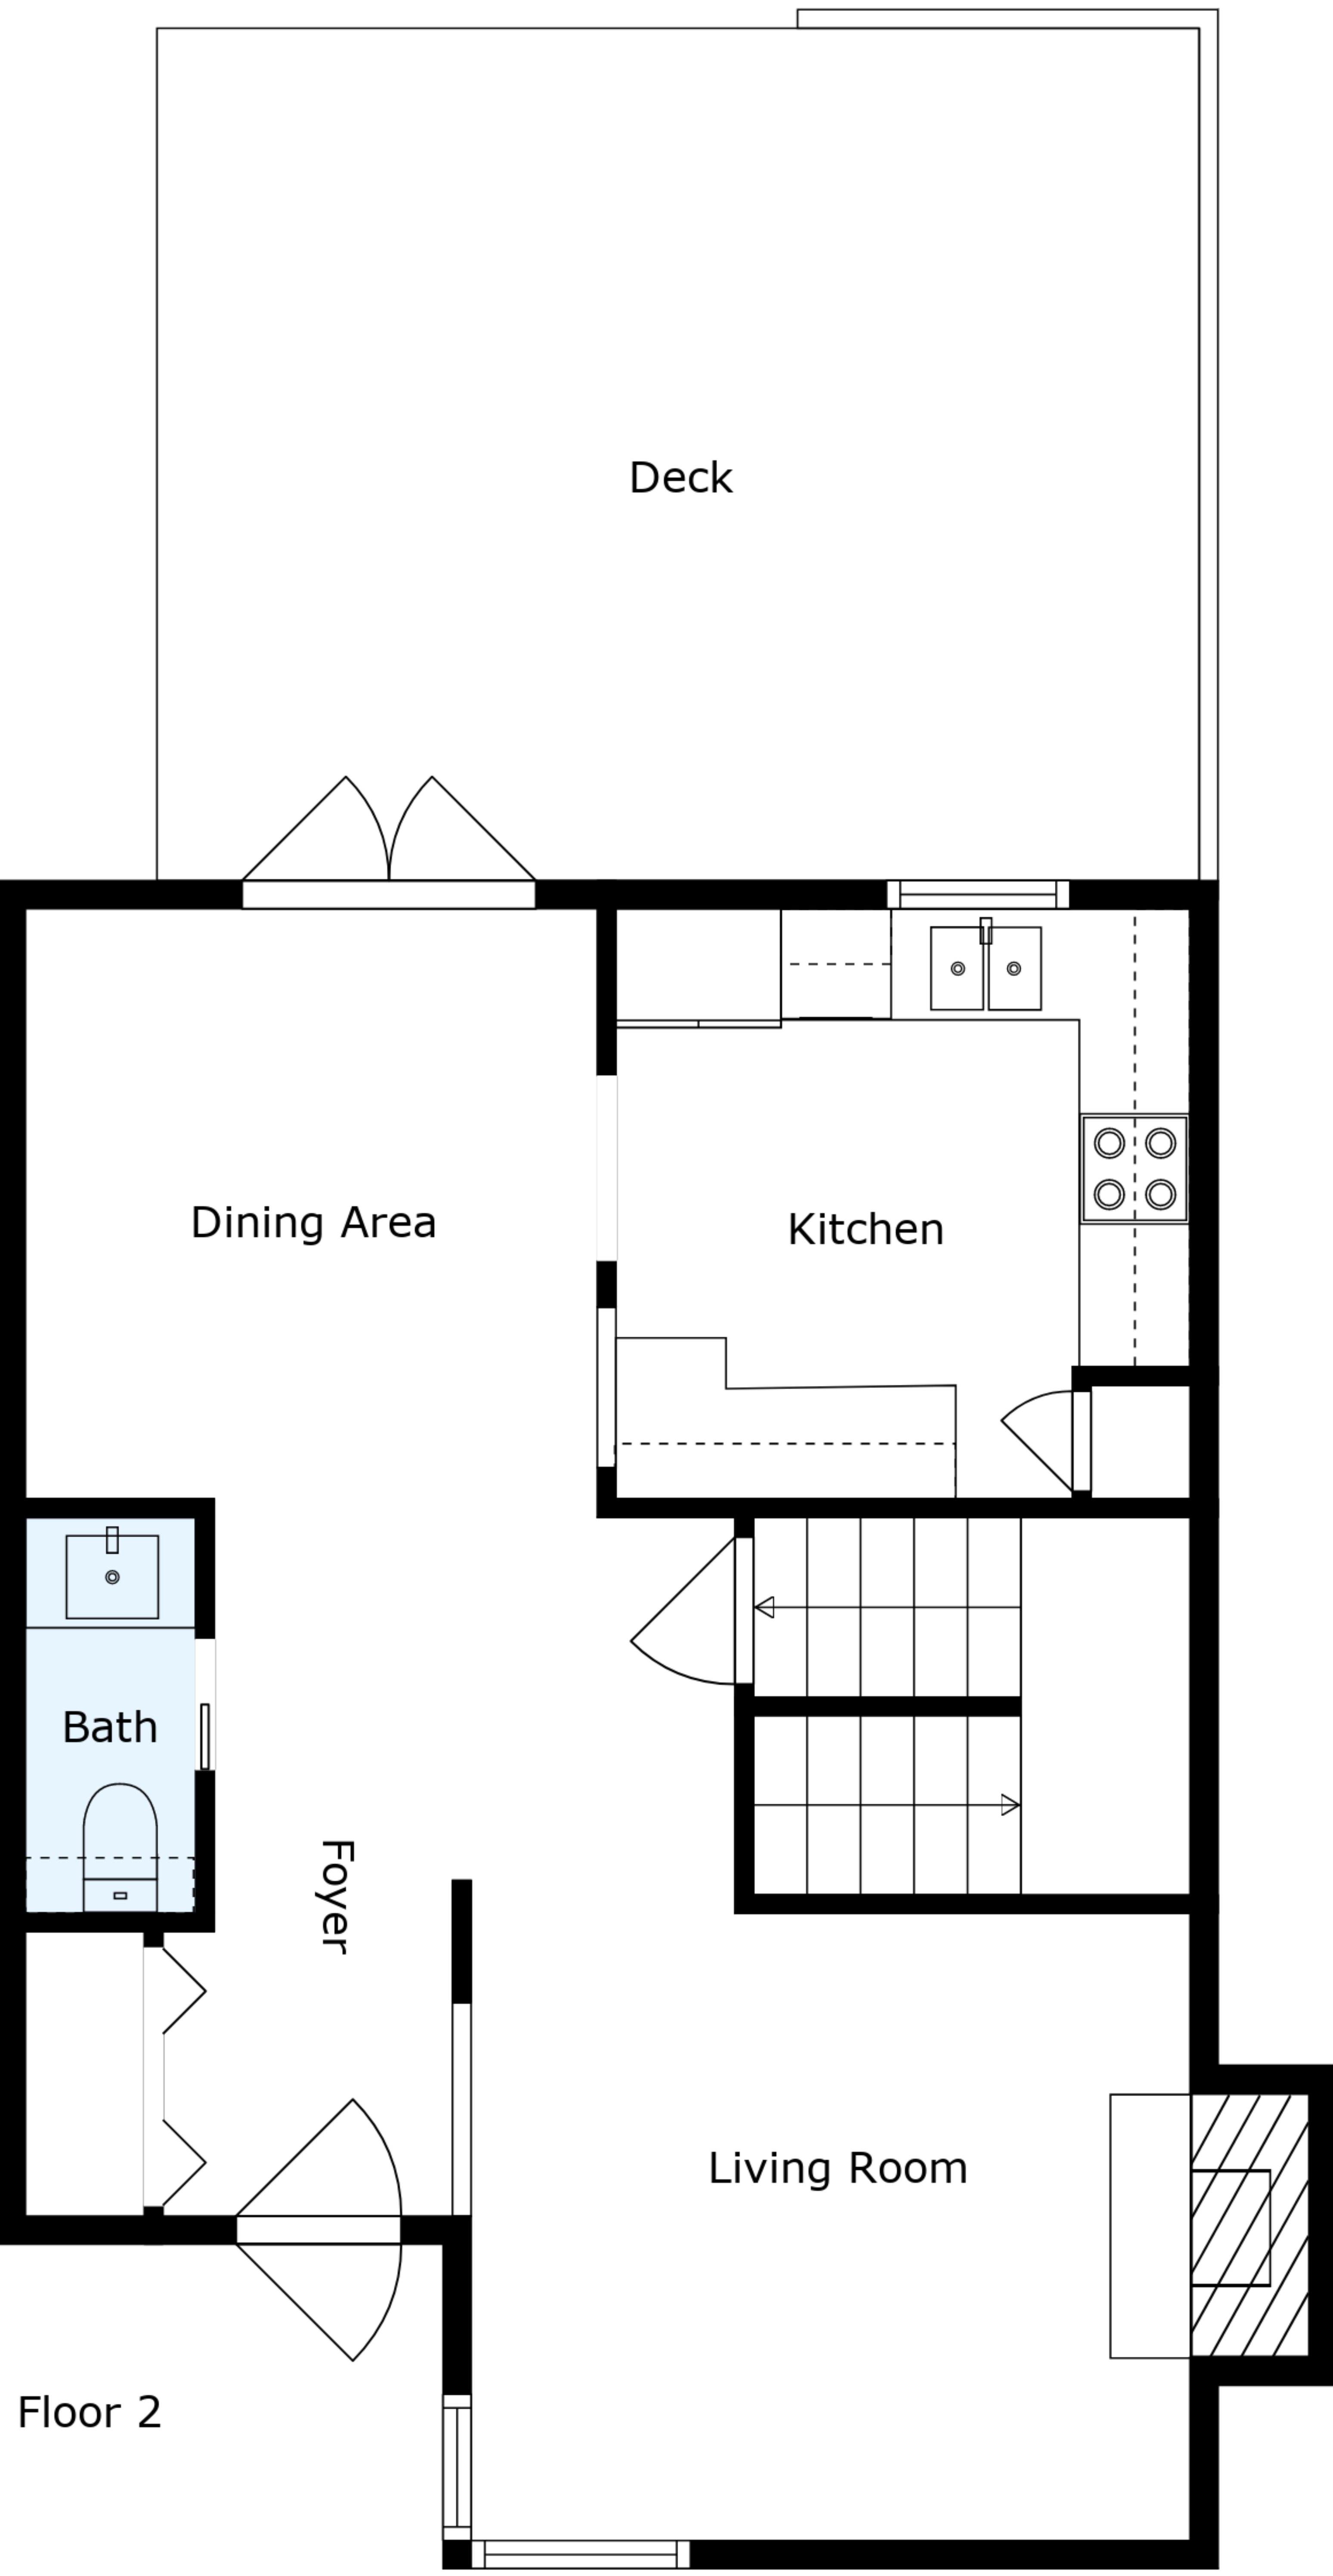 Deck
Dining Area
Kitchen
Bath
Foyer
Living Room
Floor 2